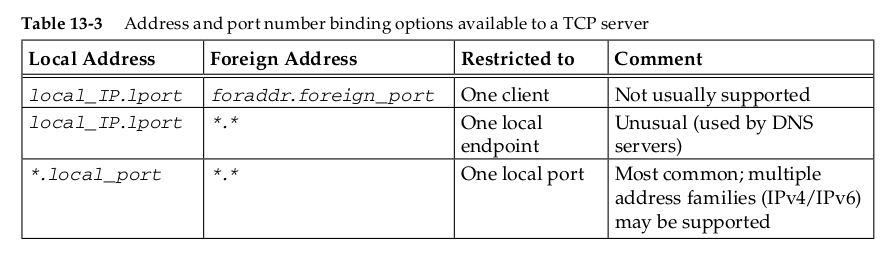 Table 13-3 Address and port number binding options available to a TCP server
Local Address Foreign Address Restricted to Comment
local_IP.lport foraddr.foreign_port One client Not usually supported
local_IP.lport *.* One local endpoint Unusual (used by DNS servers)
*.local_port *.* One local port Most common; multiple address families (IPv4/IPv6) may be supported